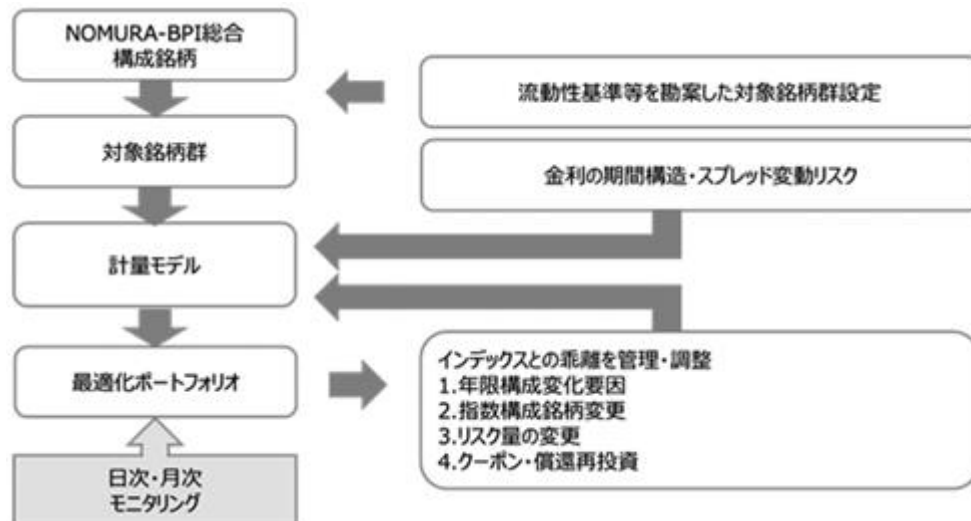 NOMURA-BPI総合
構成銘柄
流動性基準等を勘案した対象銘柄群設定
対象銘柄群
金利の期間構造・スプレッド変動リスク
計量モデル
最適化ポートフォリオ
インデックスとの乖離を管理・調整
1.年限構成変化要因
2.指数構成銘柄変更
3.リスク量の変更
4.クーポン・償還再投資
日次・月次
モニタリング